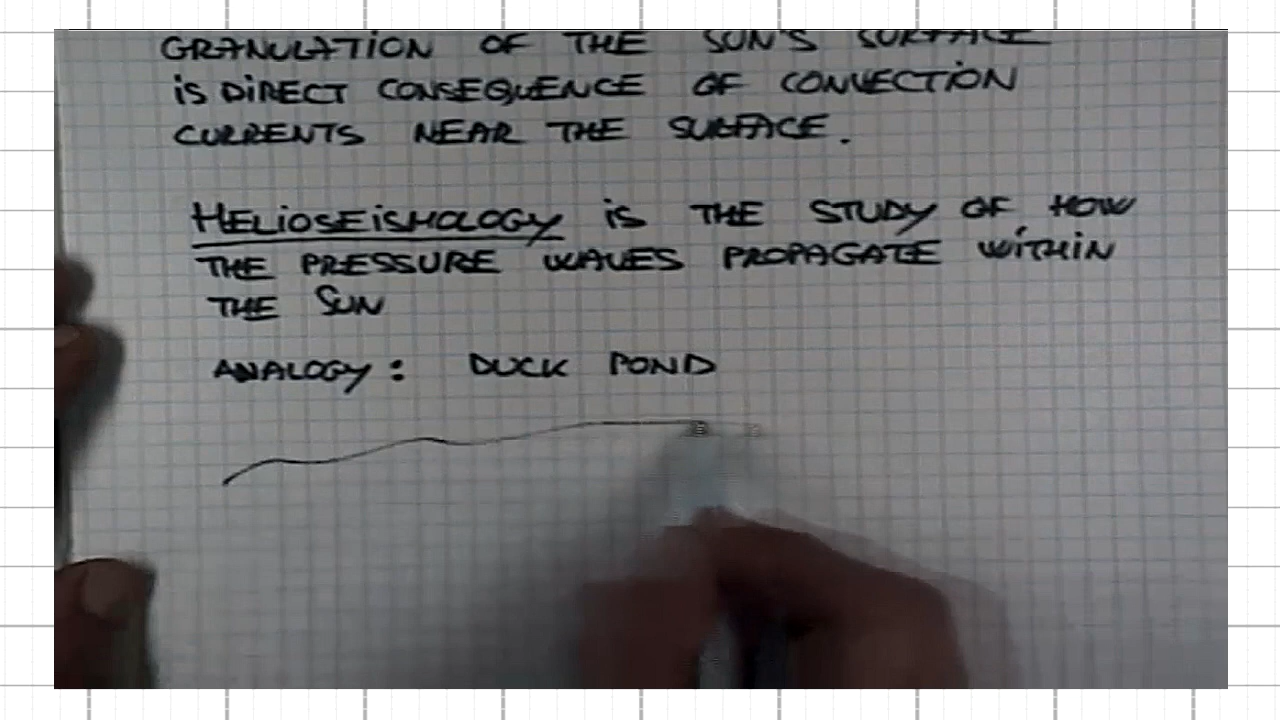 GRANULATION OF THE SUN'S SURFACE
is DIRECT CONSEQUENCE OF CONVECTION
CURRENTS NEAR THE SURFACE.
HELIOSEISMOLOGY is THE STUDY OF HOW
THE PRESSURE WAVES PROPAGATE WITHIN
THE SUN
ANALOGY: DUCK POND